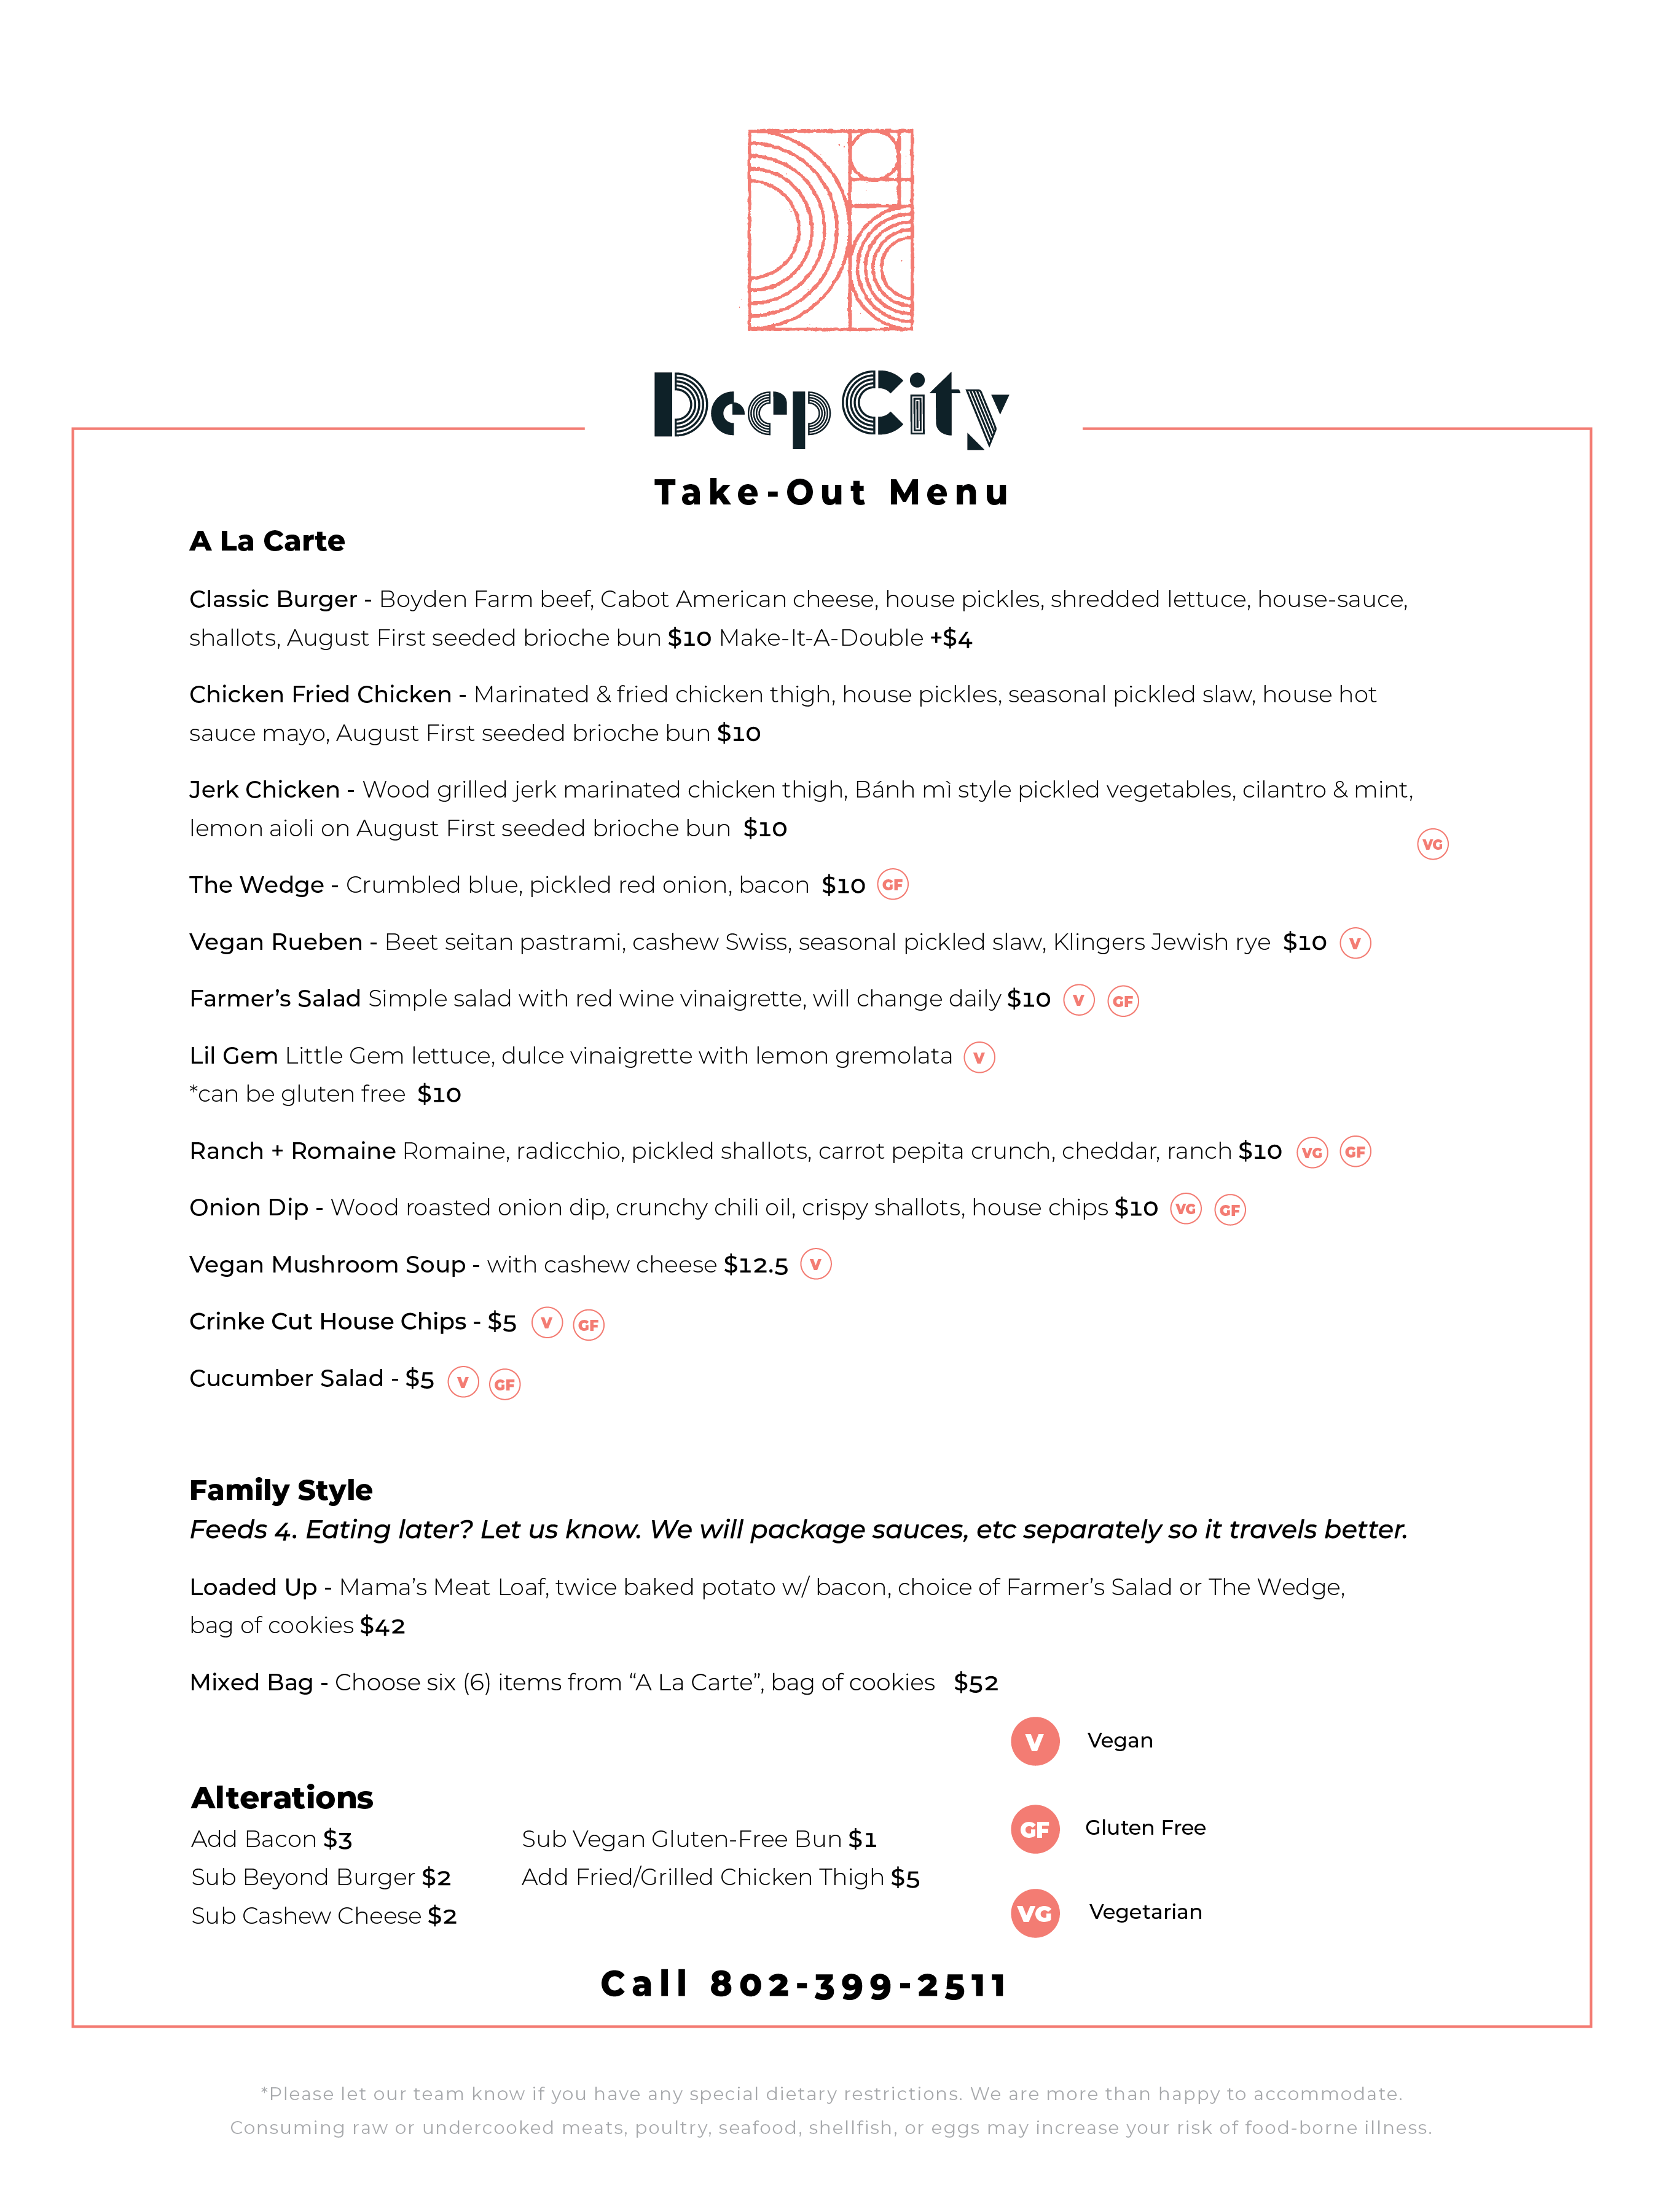 Deep City
Take-Out Menu
A La Carte
Classic Burger - Boyden Farm beef, Cabot American cheese, house pickles, shredded lettuce, house-sauce,
shallots, August First seeded brioche bun $10 Make-It-A-Double +$4
Chicken Fried Chicken - Marinated & fried chicken thigh, house pickles, seasonal pickled slaw, house hot
sauce mayo, August First seeded brioche bun $10
Jerk Chicken - Wood grilled jerk marinated chicken thigh, Bánh mì style pickled vegetables, cilantro & mint,
lemon aioli on August First seeded brioche bun $10
VG
The Wedge - Crumbled blue, pickled red onion, bacon $10 GF
Vegan Rueben - Beet seitan pastrami, cashew Swiss, seasonal pickled slaw, Klingers Jewish rye $10 V
Farmer’s Salad Simple salad with red wine vinaigrette, will change daily $10 V GF
Lil Gem Little Gem lettuce, dulce vinaigrette with lemon gremolata V
*can be gluten free $10
Ranch + Romaine Romaine, radicchio, pickled shallots, carrot pepita crunch, cheddar, ranch $10 VG GF
Onion Dip - Wood roasted onion dip, crunchy chili oil, crispy shallots, house chips $10 VG GF
Vegan Mushroom Soup - with cashew cheese $12.5 V
Crinke Cut House Chips - $5 V GF
Cucumber Salad - $5 V GF
Family Style
Feeds 4. Eating later? Let us know. We will package sauces, etc separately so it travels better.
Loaded Up - Mama’s Meat Loaf, twice baked potato w/ bacon, choice of Farmer’s Salad or The Wedge,
bag of cookies $42
Mixed Bag - Choose six (6) items from “A La Carte”, bag of cookies $52
Alterations
Add Bacon $3
Sub Beyond Burger $2
Sub Cashew Cheese $2
Sub Vegan Gluten-Free Bun $1
Add Fried/Grilled Chicken Thigh $5
V Vegan
GF Gluten Free
VG Vegetarian
Call 802-399-2511
*Please let our team know if you have any special dietary restrictions. We are more than happy to accommodate.
Consuming raw or undercooked meats, poultry, seafood, shellfish, or eggs may increase your risk of food-borne illness.